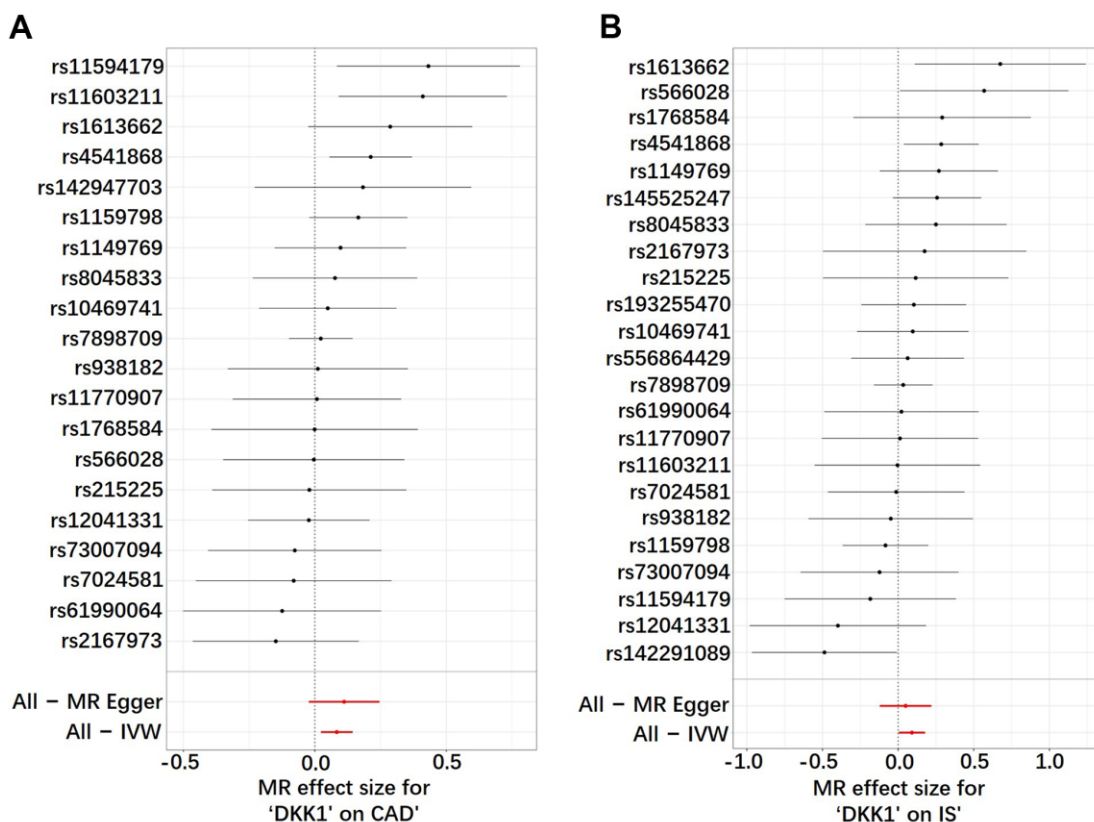 A
rs11594179
rs11603211
rs1613662
rs4541868
rs142947703
rs1159798
rs1149769
rs8045833
rs10469741
rs7898709
rs938182
rs11770907
rs1768584
rs566028
rs215225
rs12041331
rs73007094
rs7024581
rs61990064
rs2167973
All – MR Egger
All – IVW
-0.5 0.0 0.5
MR effect size for
‘DKK1' on CAD'
B
rs1613662
rs566028
rs1768584
rs4541868
rs1149769
rs145525247
rs8045833
rs2167973
rs215225
rs193255470
rs10469741
rs556864429
rs7898709
rs61990064
rs11770907
rs11603211
rs7024581
rs938182
rs1159798
rs73007094
rs11594179
rs12041331
rs142291089
All – MR Egger
All – IVW
-1.0 -0.5 0.0 0.5 1.0
MR effect size for
‘DKK1' on IS'